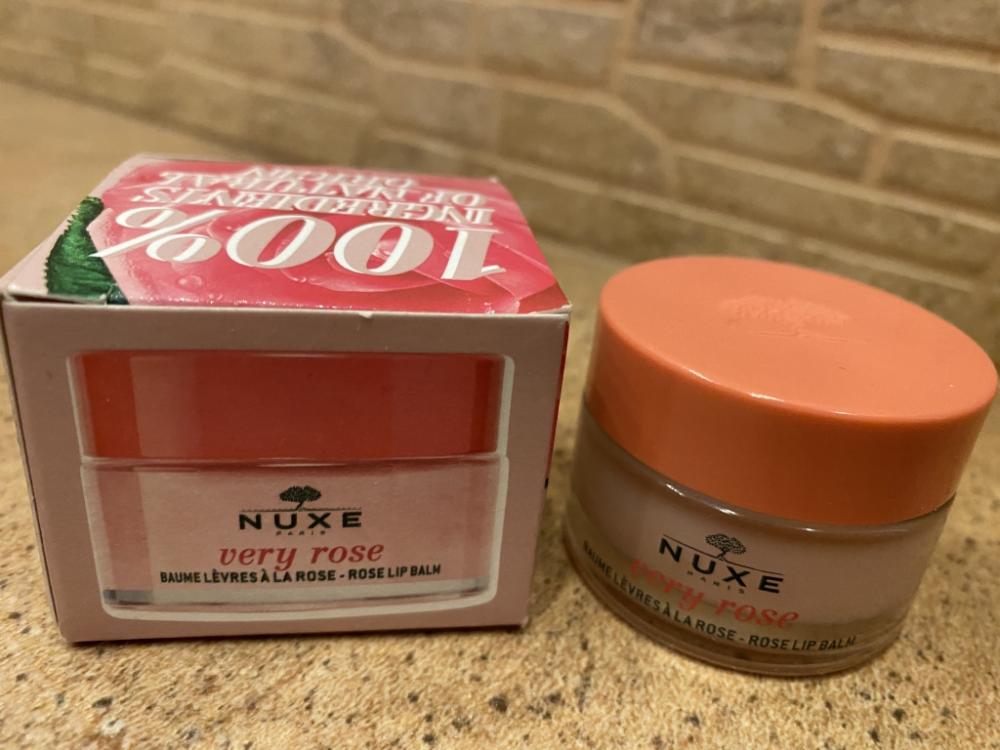 100%
INGREDIENTS
OF NATURAL
ORIGIN
NUXE
PARIS
very rose
BAUME LÈVRES À LA ROSE - ROSE LIP BALM
NUXE
PARIS
very rose
BAUME LÈVRES À LA ROSE - ROSE LIP BALM